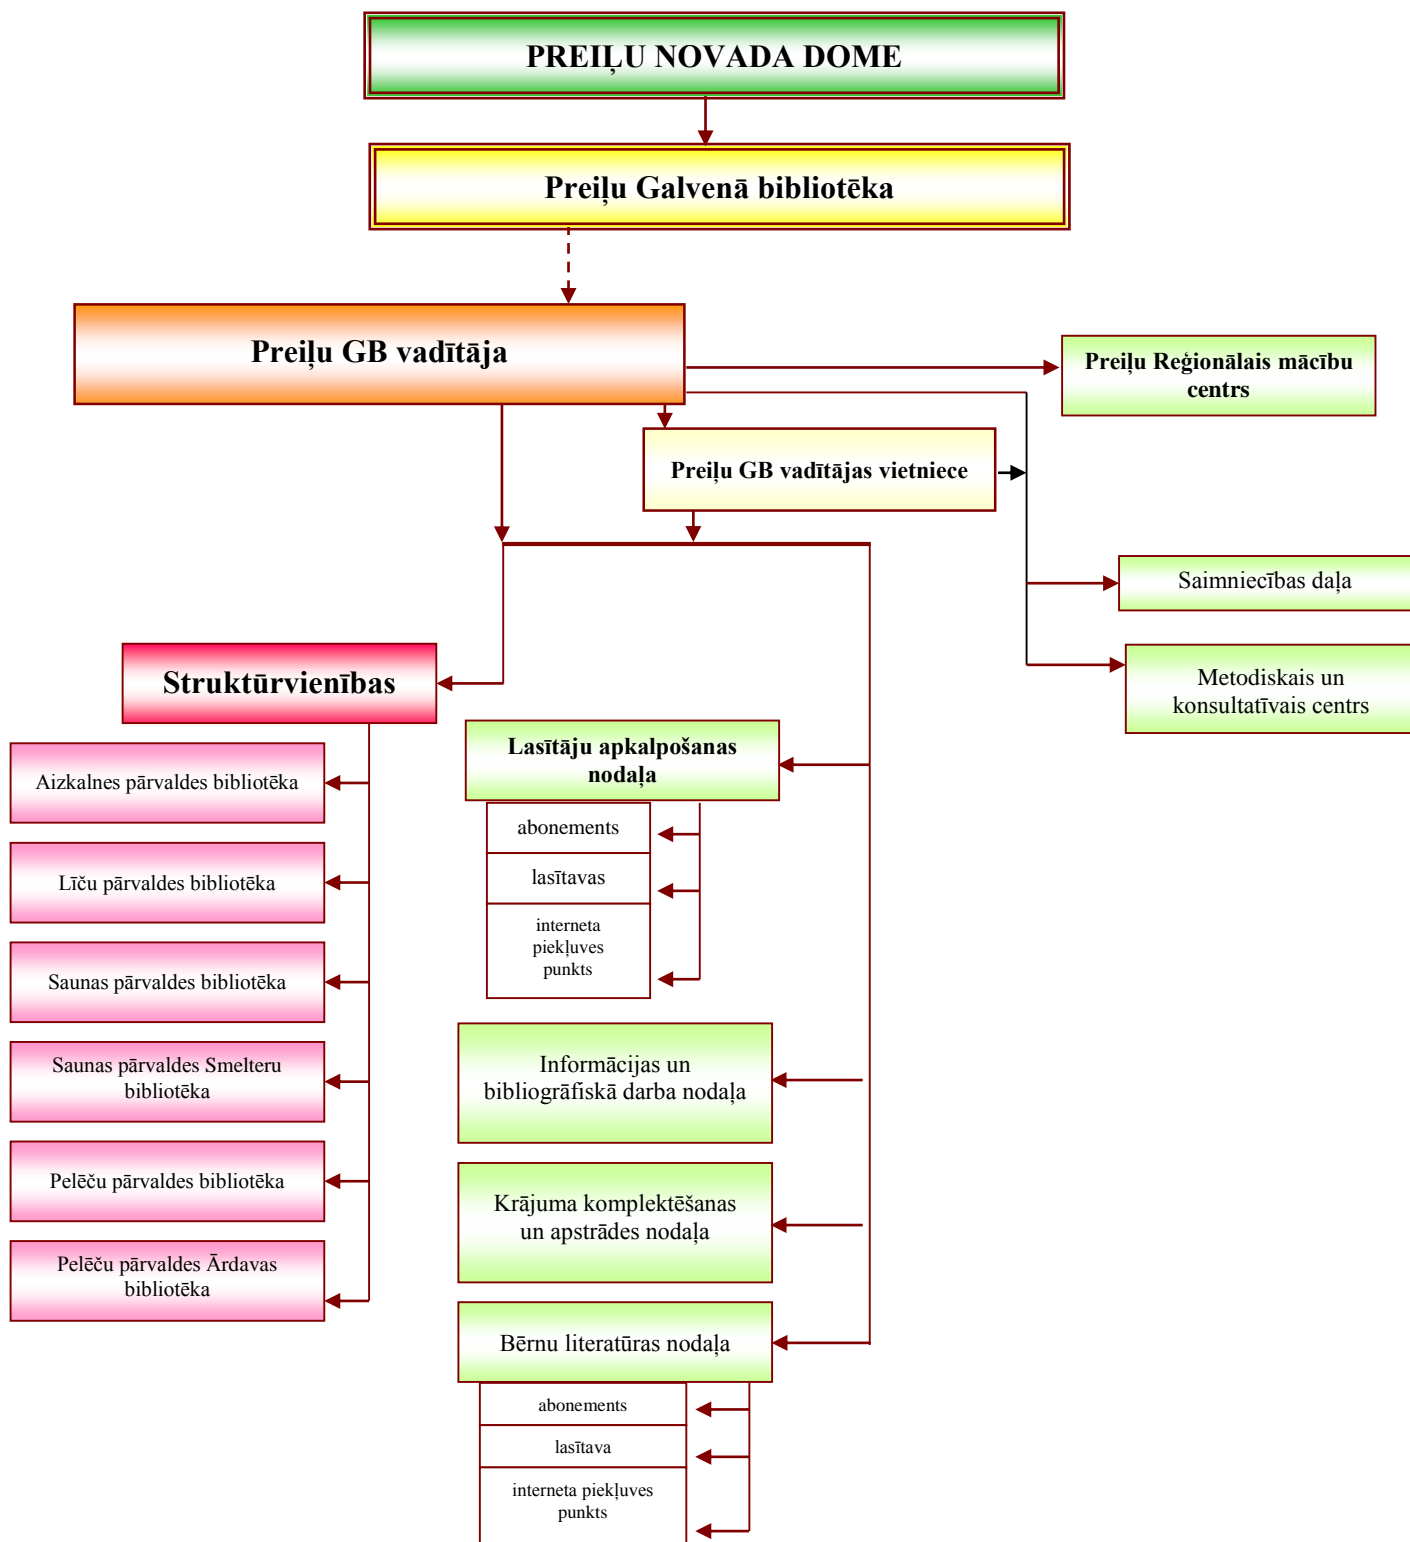 PREIĻU NOVADA DOME
Preiļu Galvenā bibliotēka
Preiļu GB vadītāja
Preiļu Reģionālais mācību
centrs
Preiļu GB vadītājas vietniece
Saimniecības daļa
Metodiskais un
konsultatīvais centrs
Struktūrvienības
Aizkalnes pārvaldes bibliotēka
Līču pārvaldes bibliotēka
Saunas pārvaldes bibliotēka
Saunas pārvaldes Smelteru
bibliotēka
Pelēču pārvaldes bibliotēka
Pelēču pārvaldes Ārdavas
bibliotēka
Lasītāju apkalpošanas
nodaļa
abonements
lasītavas
interneta
piekļuves
punkts
Informācijas un
bibliogrāfiskā darba nodaļa
Krājuma komplektēšanas
un apstrādes nodaļa
Bērnu literatūras nodaļa
abonements
lasītava
interneta piekļuves
punkts